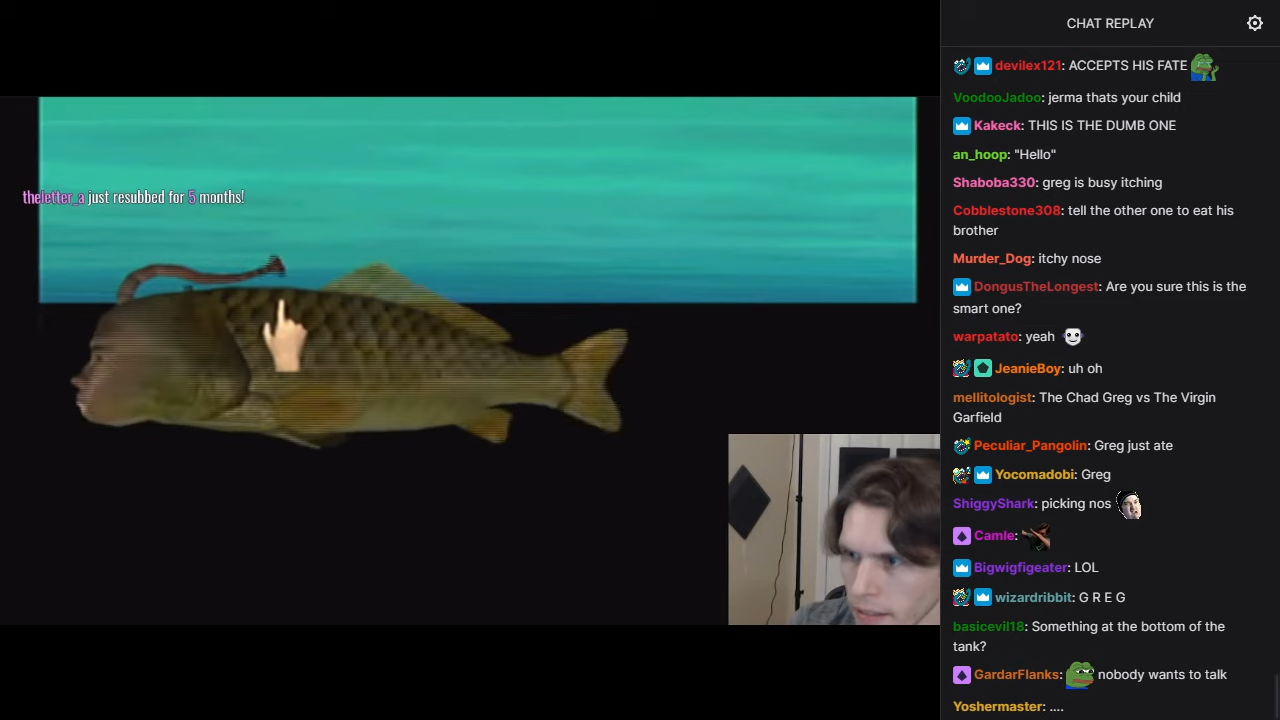 theletter_a just resubbed for 5 months!
CHAT REPLAY
devilex121: ACCEPTS HIS FATE
VoodooJadoo: jerma thats your child
Kakeck: THIS IS THE DUMB ONE
an_hoop: "Hello"
Shaboba330: greg is busy itching
Cobblestone308: tell the other one to eat his
brother
Murder_Dog: itchy nose
DongusTheLongest: Are you sure this is the
smart one?
warpatato: yeah
JeanieBoy: uh oh
mellitologist: The Chad Greg vs The Virgin
Garfield
Peculiar_Pangolin: Greg just ate
Yocomadobi: Greg
ShiggyShark: picking nos
Camle:
Bigwigfigeater: LOL
wizardribbit: G R E G
basicevil18: Something at the bottom of the
tank?
GardarFlanks: nobody wants to talk
Yoshermaster: ....